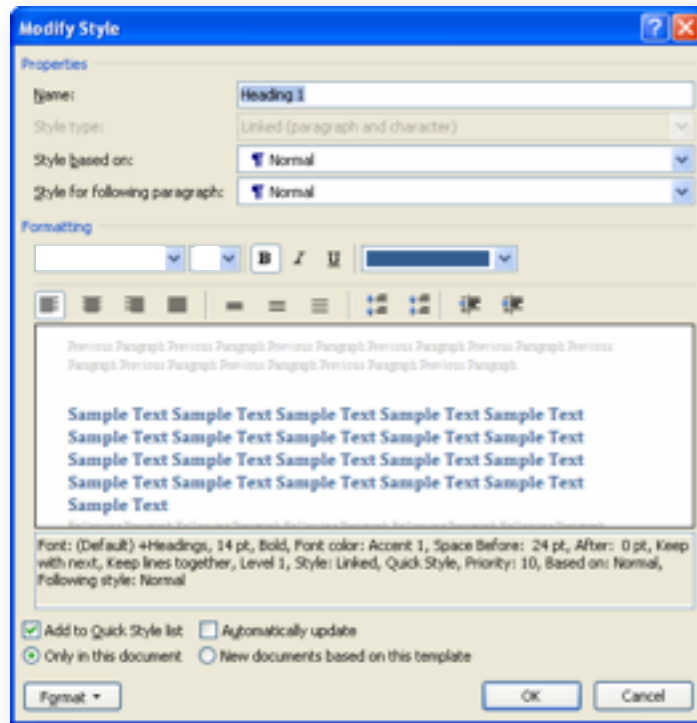 Modify Style
Properties
Name: Heading 1
Style type: Linked (paragraph and character)
Style based on: ¶ Normal
Style for following paragraph: ¶ Normal
Formatting
B I U
Previous Paragraph Previous Paragraph Previous Paragraph Previous Paragraph Previous Paragraph Previous
Paragraph Previous Paragraph Previous Paragraph Previous Paragraph Previous Paragraph
Sample Text Sample Text Sample Text Sample Text Sample Text
Sample Text Sample Text Sample Text Sample Text Sample Text
Sample Text Sample Text Sample Text Sample Text Sample Text
Sample Text Sample Text Sample Text Sample Text Sample Text
Sample Text
Font: (Default) +Headings, 14 pt, Bold, Font color: Accent 1, Space Before: 24 pt, After: 0 pt, Keep
with next, Keep lines together, Level 1, Style: Linked, Quick Style, Priority: 10, Based on: Normal,
Following style: Normal
Add to Quick Style list Automatically update
Only in this document New documents based on this template
Format OK Cancel